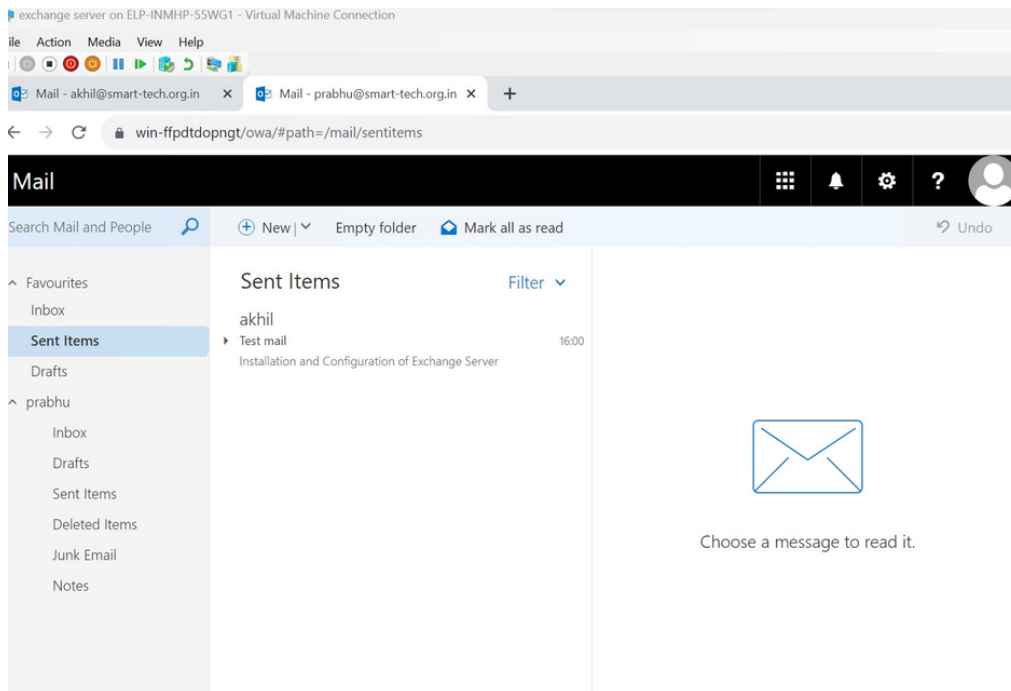 exchange server on ELP-INMHP-55WG1 - Virtual Machine Connection
ile Action Media View Help
Mail - akhil@smart-tech.org.in Mail - prabhu@smart-tech.org.in
win-ffpdtdopngt/owa/#path=/mail/sentitems
Mail
Search Mail and People New Empty folder Mark all as read Undo
Favourites
Inbox
Sent Items
Drafts
prabhu
Inbox
Drafts
Sent Items
Deleted Items
Junk Email
Notes
Sent Items Filter
akhil
Test mail 16:00
Installation and Configuration of Exchange Server
Choose a message to read it.